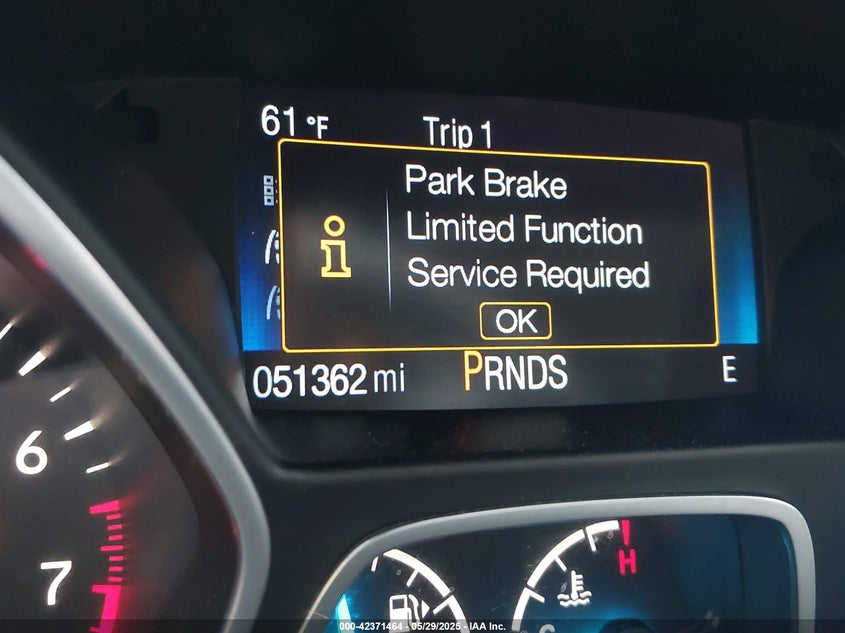 61 °F Trip 1
Park Brake
Limited Function
Service Required
OK
051362 mi PRNDS E
6
7
H
000-42371464 - 05/29/2025 - IAA Inc.